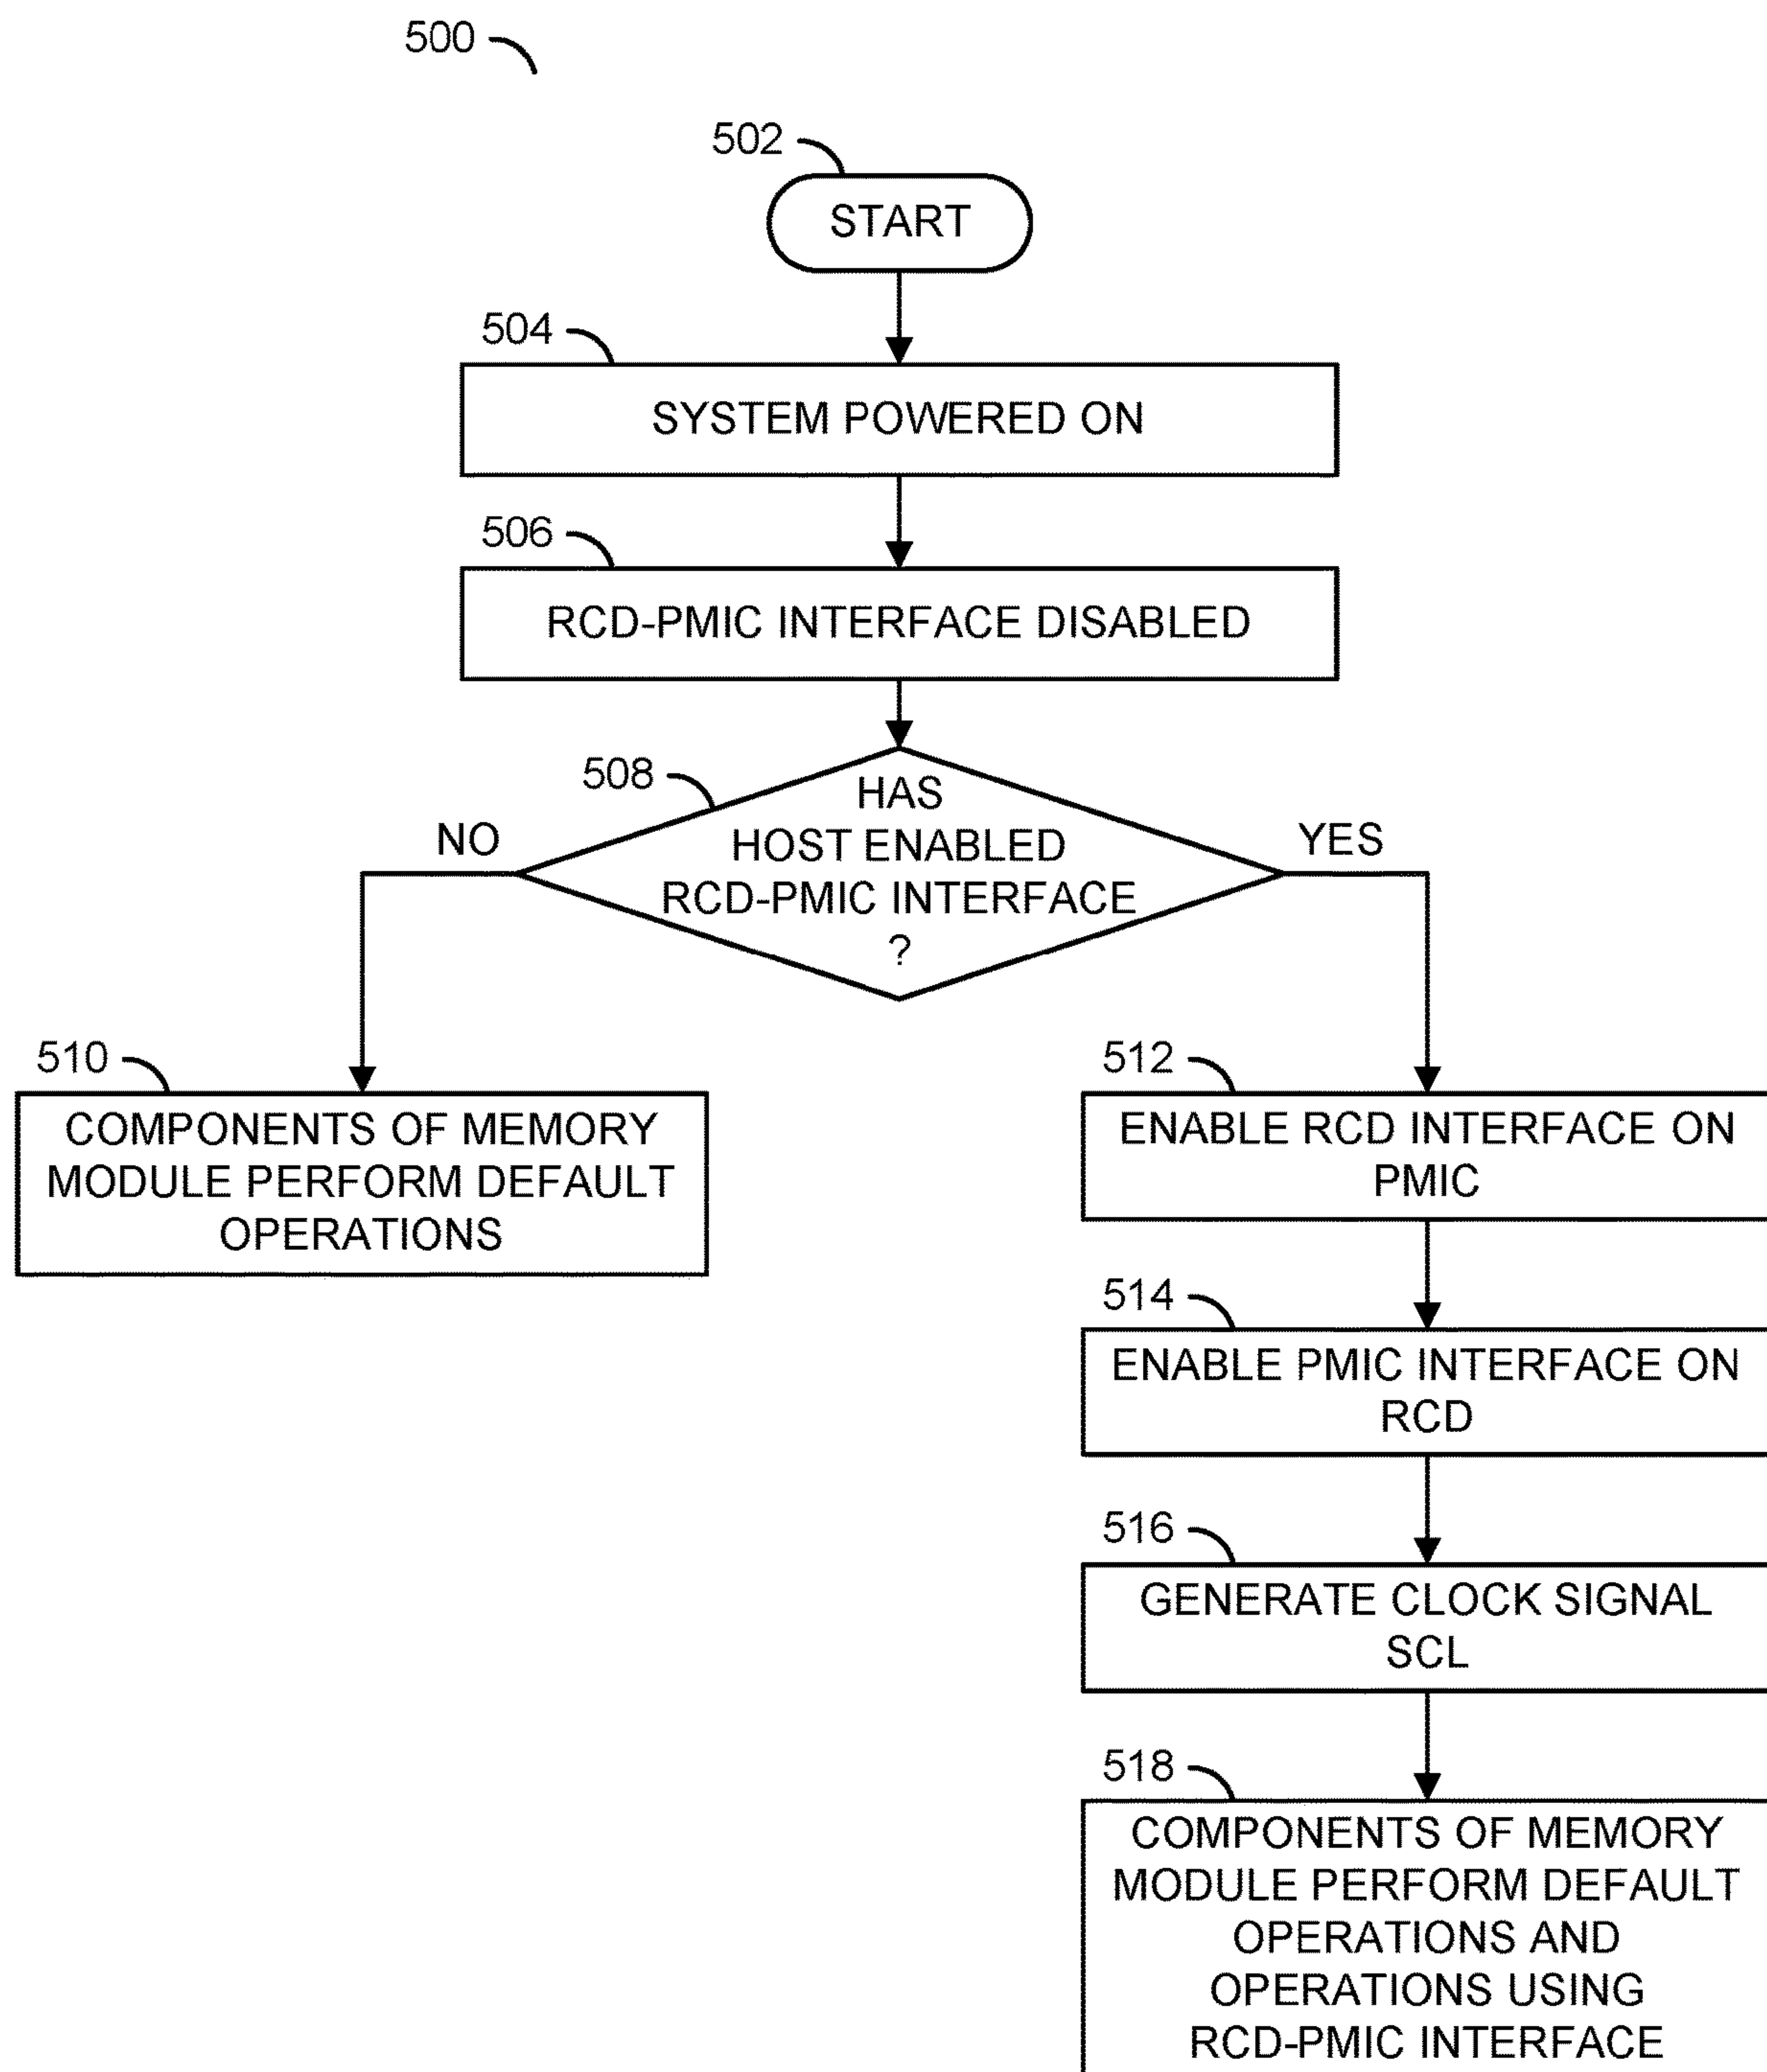 500
502
START
504
SYSTEM POWERED ON
506
RCD-PMIC INTERFACE DISABLED
508
HAS
HOST ENABLED
RCD-PMIC INTERFACE
?
NO
YES
510
COMPONENTS OF MEMORY
MODULE PERFORM DEFAULT
OPERATIONS
512
ENABLE RCD INTERFACE ON
PMIC
514
ENABLE PMIC INTERFACE ON
RCD
516
GENERATE CLOCK SIGNAL
SCL
518
COMPONENTS OF MEMORY
MODULE PERFORM DEFAULT
OPERATIONS AND
OPERATIONS USING
RCD-PMIC INTERFACE